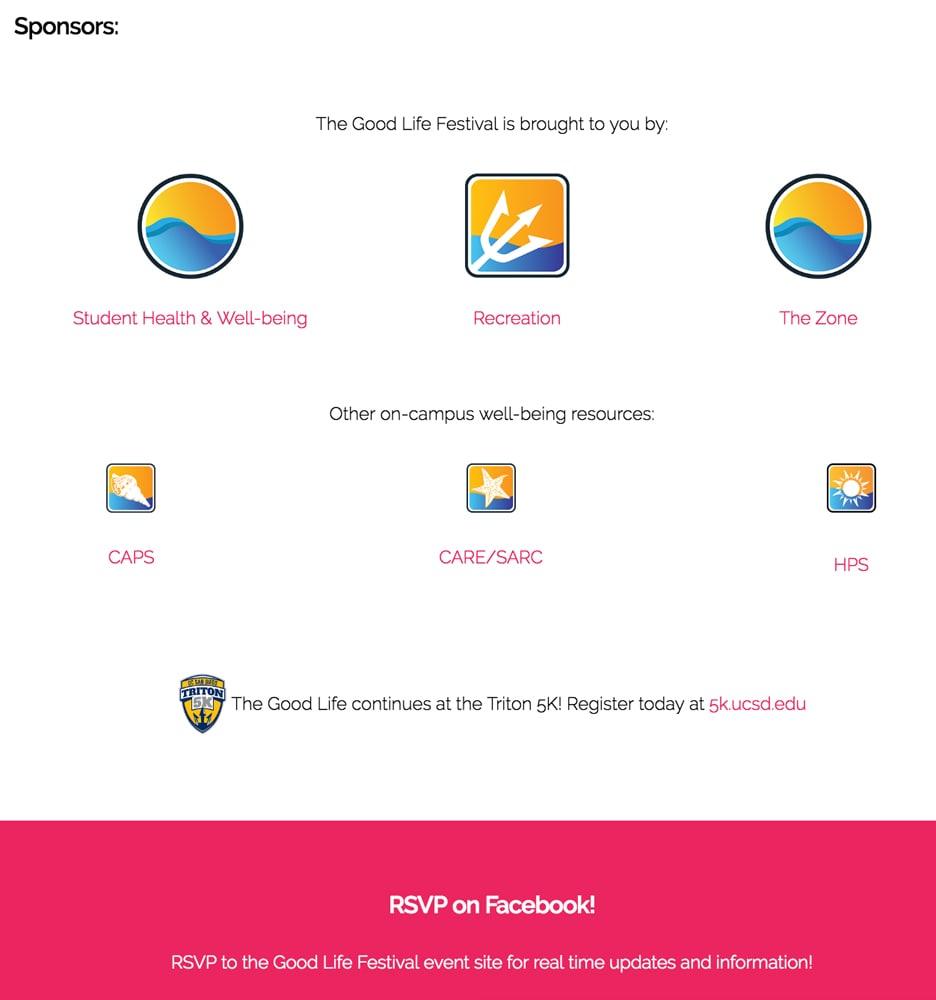 Sponsors:
The Good Life Festival is brought to you by:
Student Health & Well-being
Recreation
The Zone
Other on-campus well-being resources:
CAPS
CARE/SARC
HPS
UC SAN DIEGO
TRITON
5K
The Good Life continues at the Triton 5K! Register today at 5k.ucsd.edu
RSVP on Facebook!
RSVP to the Good Life Festival event site for real time updates and information!